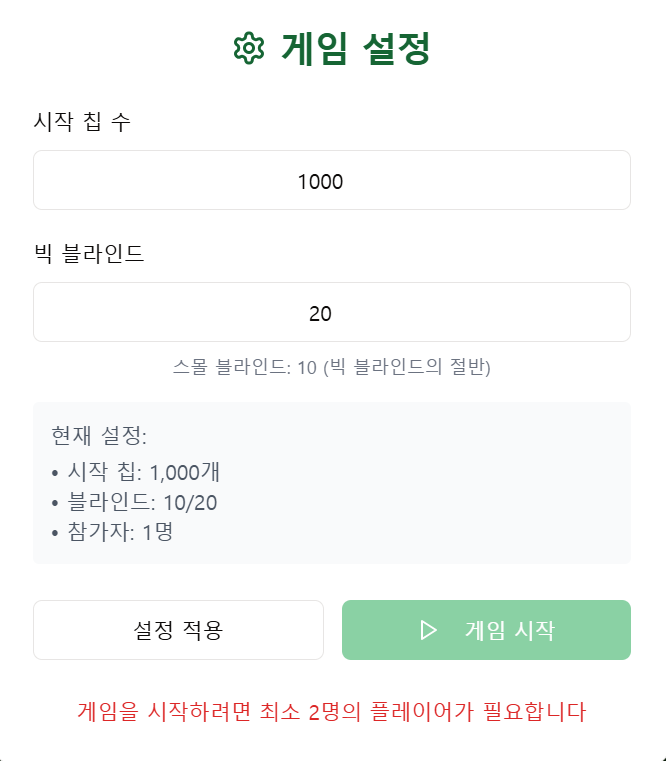 게임 설정
시작 칩 수
1000
빅 블라인드
20
스몰 블라인드: 10 (빅 블라인드의 절반)
현재 설정:
• 시작 칩: 1,000개
• 블라인드: 10/20
• 참가자: 1명
설정 적용
게임 시작
게임을 시작하려면 최소 2명의 플레이어가 필요합니다